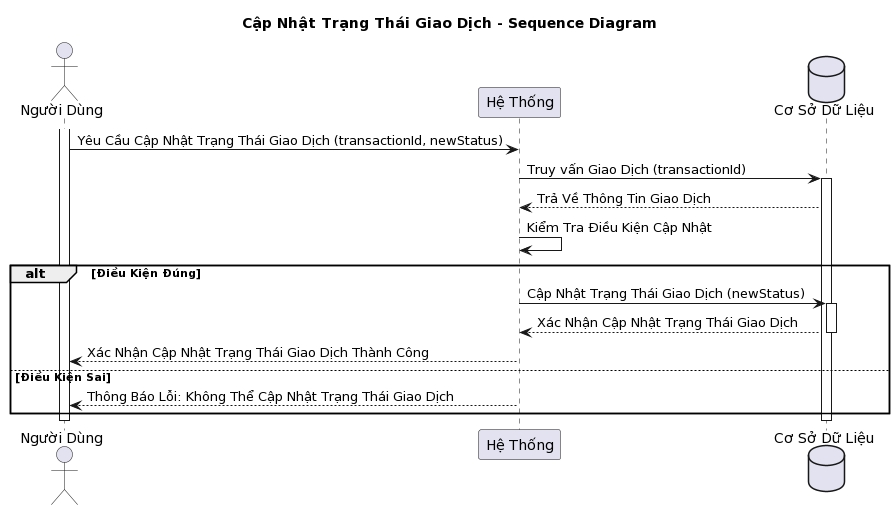 Cập Nhật Trạng Thái Giao Dịch - Sequence Diagram
Người Dùng
Hệ Thống
Cơ Sở Dữ Liệu
Yêu Cầu Cập Nhật Trạng Thái Giao Dịch (transactionId, newStatus)
Truy vấn Giao Dịch (transactionId)
Trả Về Thông Tin Giao Dịch
Kiểm Tra Điều Kiện Cập Nhật
alt [Điều Kiện Đúng]
Cập Nhật Trạng Thái Giao Dịch (newStatus)
Xác Nhận Cập Nhật Trạng Thái Giao Dịch
Xác Nhận Cập Nhật Trạng Thái Giao Dịch Thành Công
[Điều Kiện Sai]
Thông Báo Lỗi: Không Thể Cập Nhật Trạng Thái Giao Dịch
Người Dùng
Hệ Thống
Cơ Sở Dữ Liệu